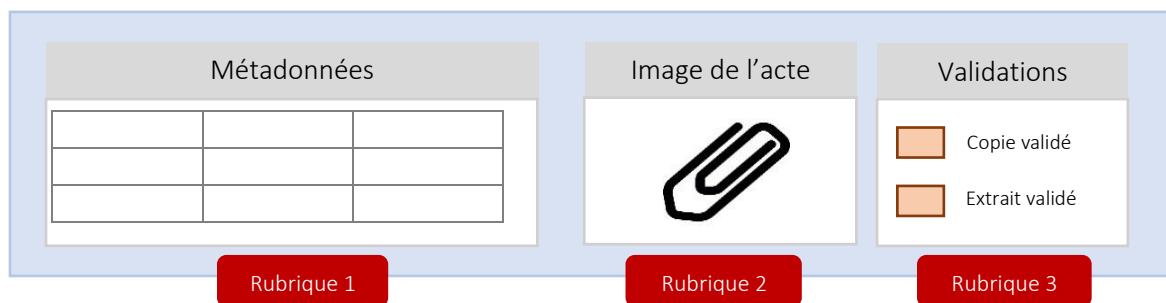 Métadonnées
Image de l’acte
Validations
Copie validé
Extrait validé
Rubrique 1
Rubrique 2
Rubrique 3